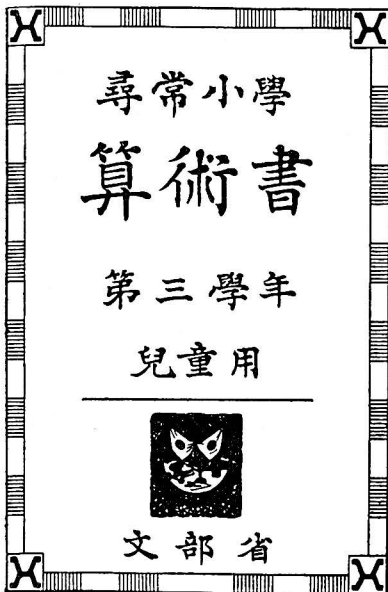 尋常小學
算術書
第三學年
兒童用
文部省